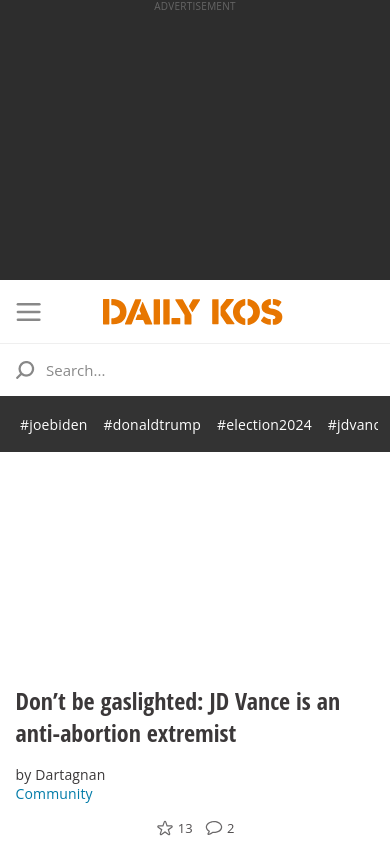 ADVERTISEMENT
DAILY KOS
Search...
#joebiden #donaldtrump #election2024 #jdvanc
Don’t be gaslighted: JD Vance is an
anti-abortion extremist
by Dartagnan
Community
13 2